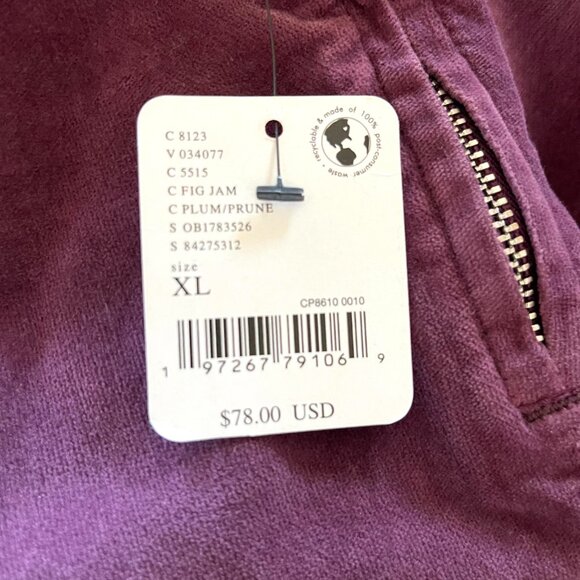 C 8123
V 034077
C 5515
C FIG JAM
C PLUM/PRUNE
S OB1783526
S 84275312
size
XL
recyclable & made of 100% post-consumer waste -
CP8610 0010
1 97267 79106 9
$78.00 USD